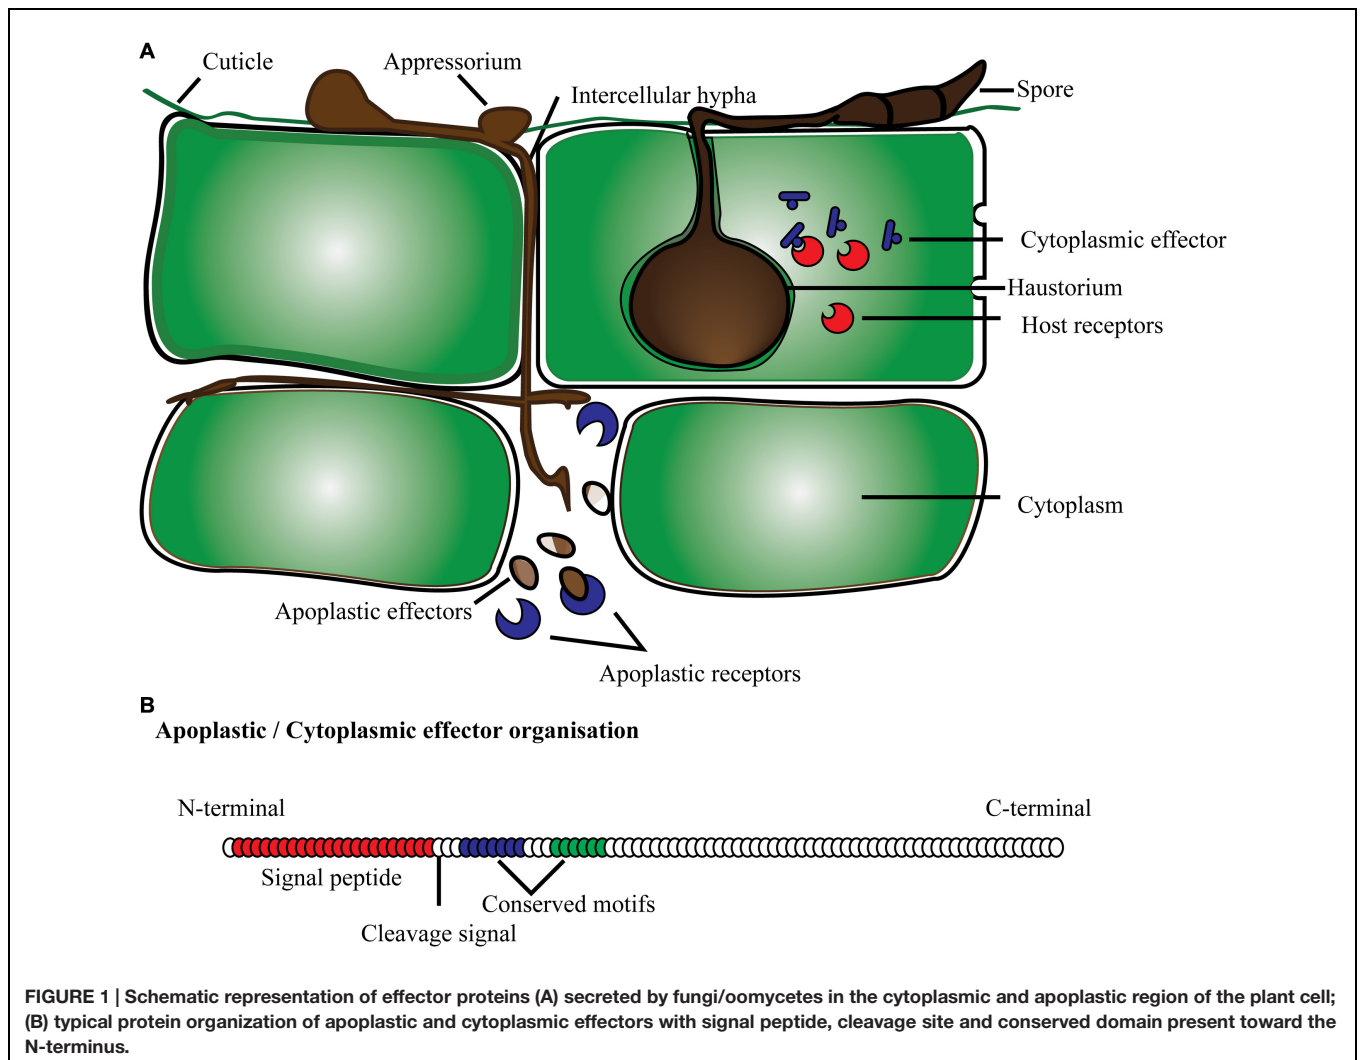 A
Cuticle
Appressorium
Intercellular hypha
Spore
Cytoplasmic effector
Haustorium
Host receptors
Cytoplasm
Apoplastic effectors
Apoplastic receptors
B
Apoplastic / Cytoplasmic effector organisation
N-terminal
C-terminal
Signal peptide
Conserved motifs
Cleavage signal
FIGURE 1 | Schematic representation of effector proteins (A) secreted by fungi/oomycetes in the cytoplasmic and apoplastic region of the plant cell;
(B) typical protein organization of apoplastic and cytoplasmic effectors with signal peptide, cleavage site and conserved domain present toward the
N-terminus.